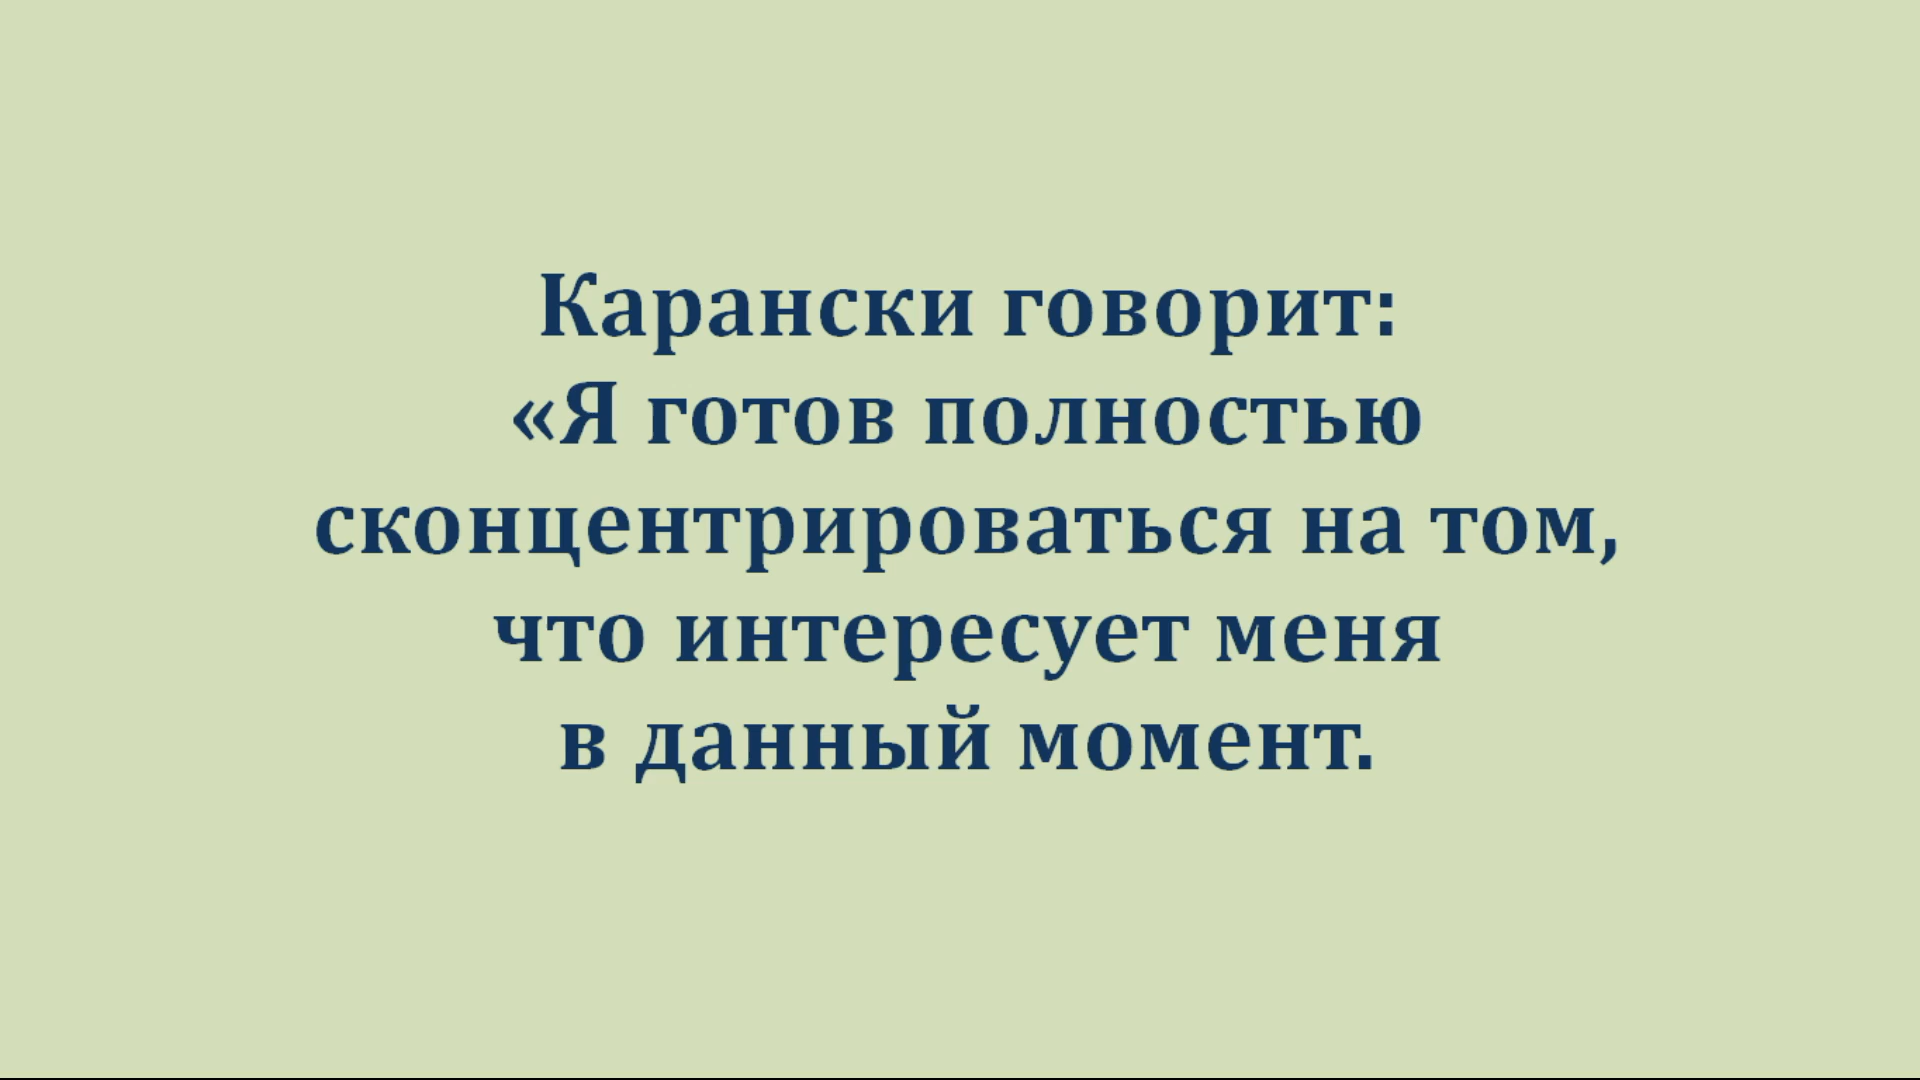 Карански говорит:
«Я готов полностью
сконцентрироваться на том,
что интересует меня
в данный момент.